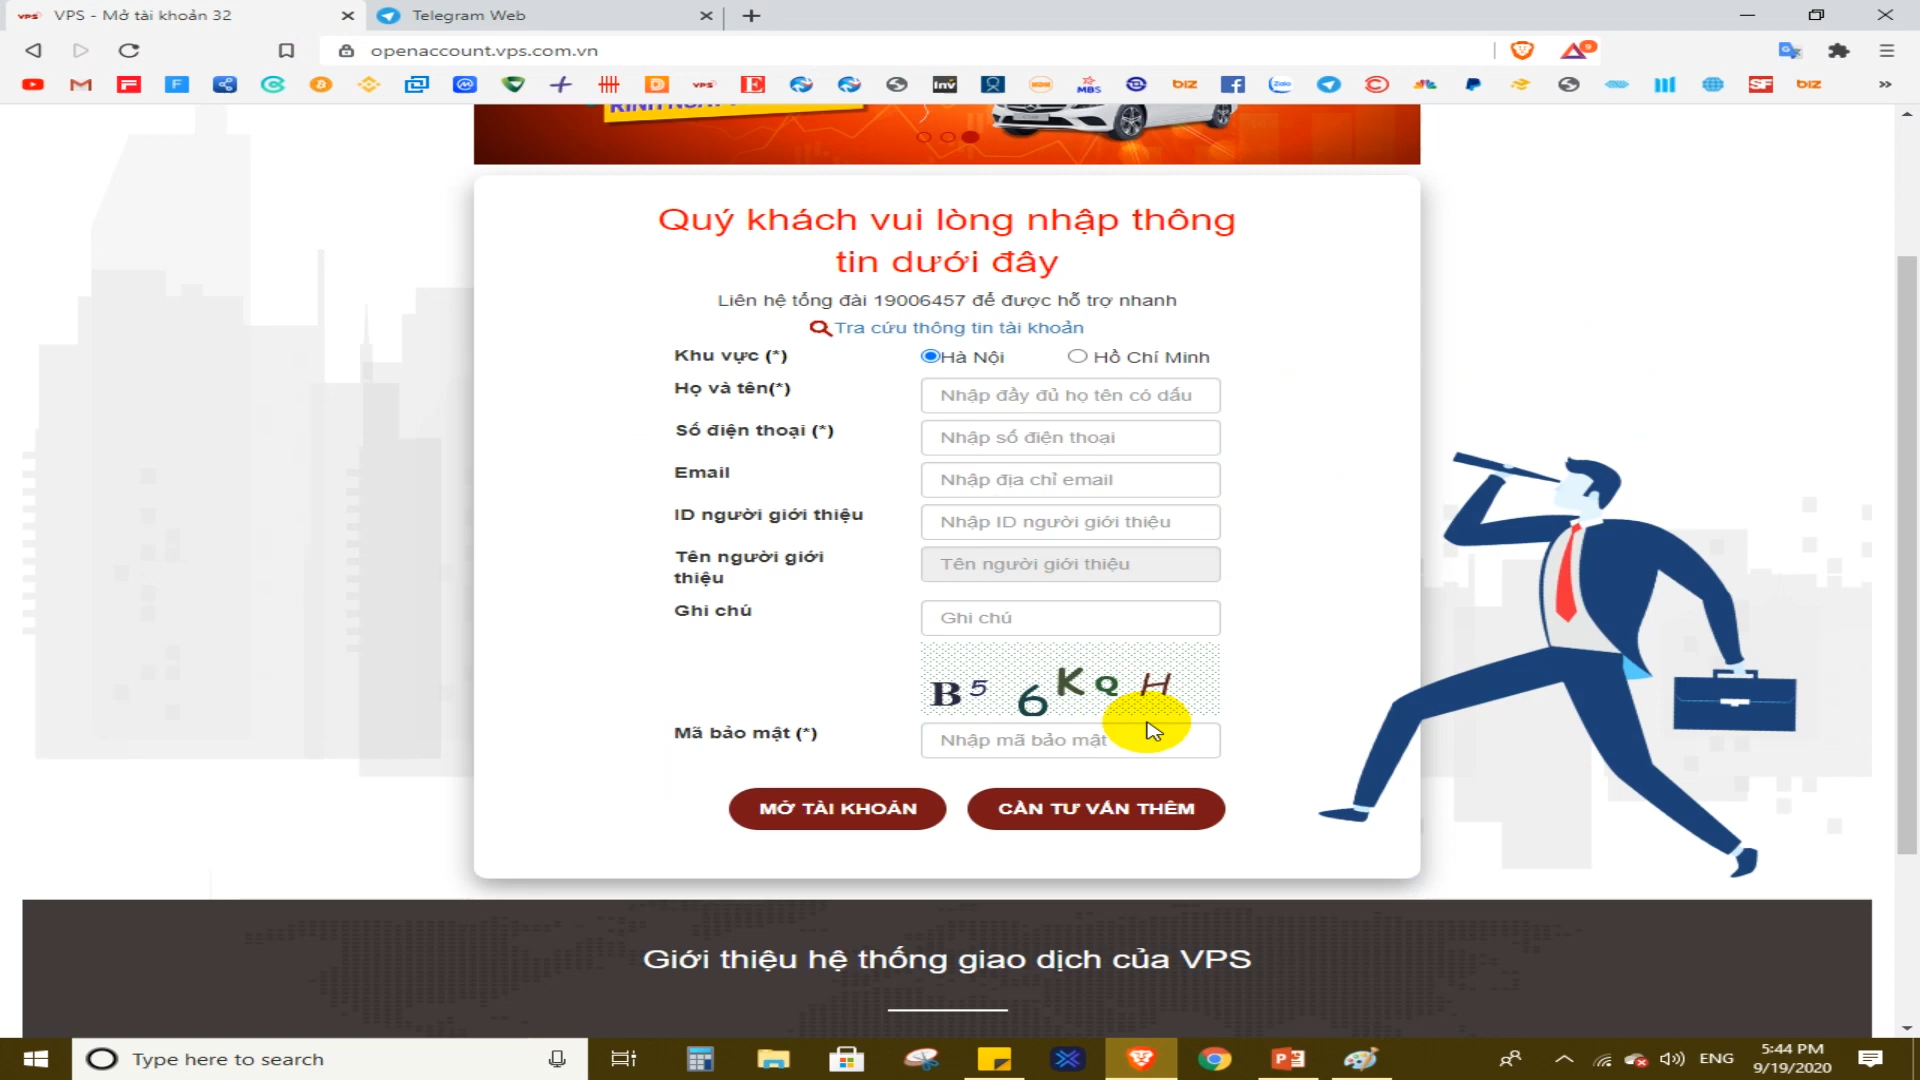 VPS - Mở tài khoản 32
Telegram Web
openaccount.vps.com.vn
Quý khách vui lòng nhập thông
tin dưới đây
Liên hệ tổng đài 19006457 để được hỗ trợ nhanh
Tra cứu thông tin tài khoản
Khu vực (*)
Hà Nội
Hồ Chí Minh
Họ và tên(*)
Nhập đầy đủ họ tên có dấu
Số điện thoại (*)
Nhập số điện thoại
Email
Nhập địa chỉ email
ID người giới thiệu
Nhập ID người giới thiệu
Tên người giới
thiệu
Tên người giới thiệu
Ghi chú
Ghi chú
B 5 6 K Q H
Mã bảo mật (*)
Nhập mã bảo mật
MỞ TÀI KHOẢN
CẦN TƯ VẤN THÊM
Giới thiệu hệ thống giao dịch của VPS
Type here to search
ENG
5:44 PM
9/19/2020